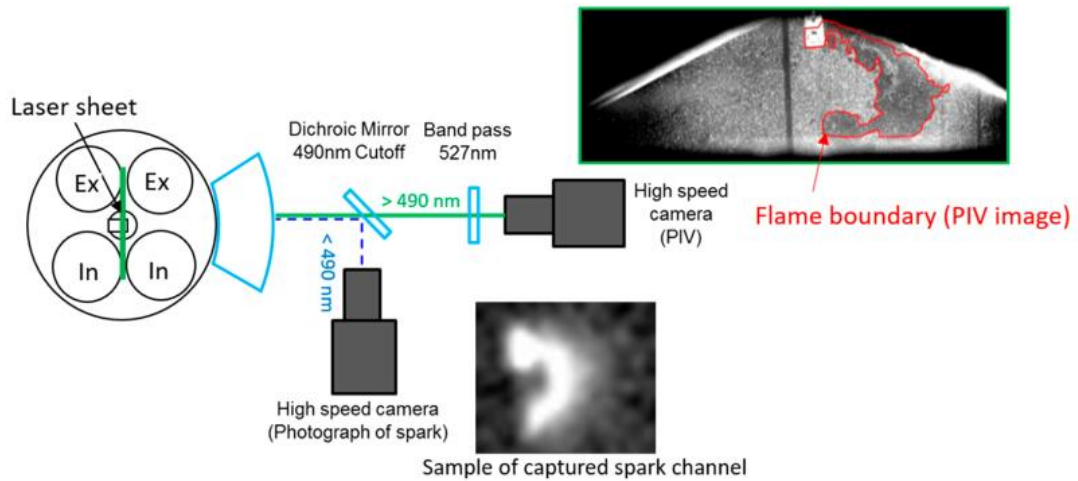 Laser sheet
Ex
Ex
In
In
Dichroic Mirror
490nm Cutoff
Band pass
527nm
> 490 nm
< 490 nm
High speed
camera
(PIV)
Flame boundary (PIV image)
High speed camera
(Photograph of spark)
Sample of captured spark channel